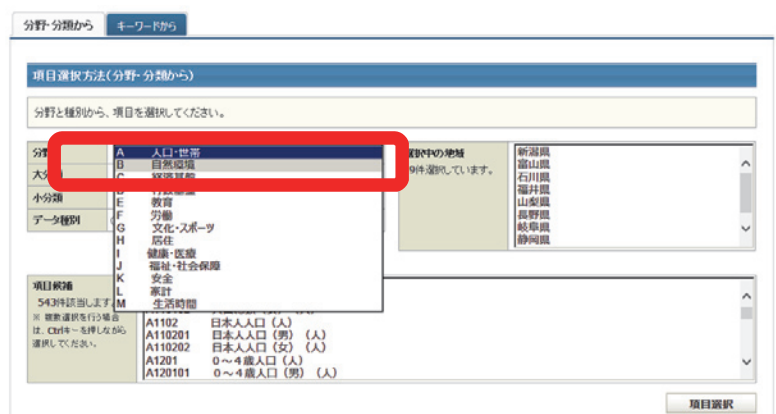 分野・分類から キーワードから
項目選択方法(分野・分類から)
分野と種別から、項目を選択してください。
A 人口・世帯
B 自然環境
E 教育
F 労働
G 文化・スポーツ
H 居住
I 健康・医療
J 福祉・社会保障
K 安全
L 家計
M 生活時間
小分類
データ種別
選択中の地域
9件選択しています。
新潟県
富山県
石川県
福井県
山梨県
長野県
岐阜県
静岡県
項目候補
543件該当します
※ 複数選択を行う場合
は、Ctrlキーを押しながら
選択してください。
A1102 日本人人口(人)
A110201 日本人人口(男)(人)
A110202 日本人人口(女)(人)
A1201 0〜4歳人口(人)
A120101 0〜4歳人口(男)(人)
項目選択